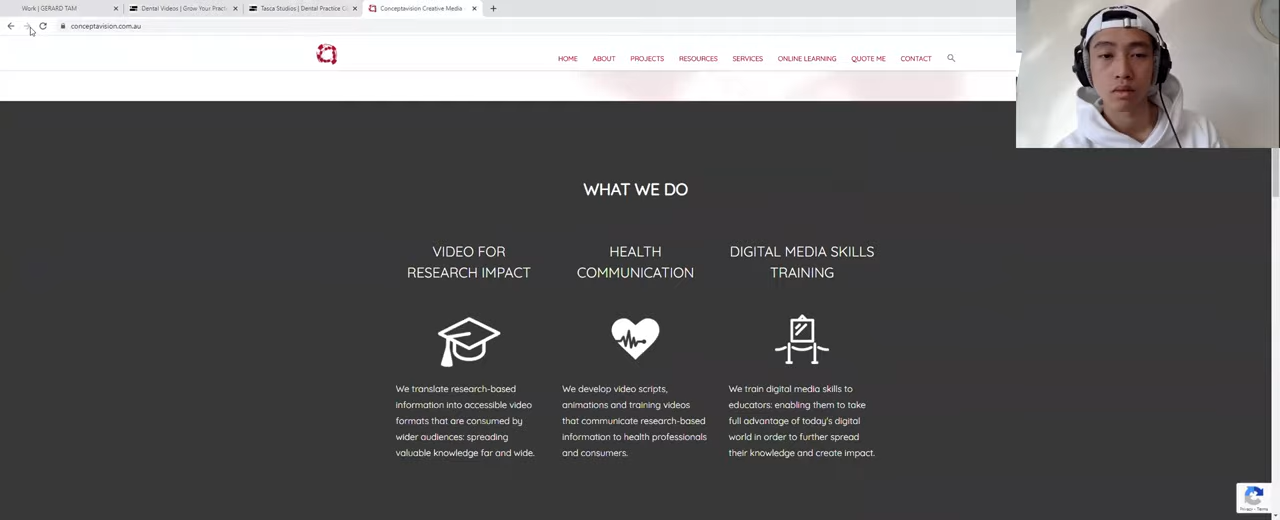 Work | GERARD TAM
Dental Videos | Grow Your Pract
Tasca Studios | Dental Practice C
Conceptavision Creative Media -
conceptavision.com.au
HOME
ABOUT
PROJECTS
RESOURCES
SERVICES
ONLINE LEARNING
QUOTE ME
CONTACT
WHAT WE DO
VIDEO FOR
RESEARCH IMPACT
We translate research-based
information into accessible video
formats that are consumed by
wider audiences: spreading
valuable knowledge far and wide.
HEALTH
COMMUNICATION
We develop video scripts,
animations and training videos
that communicate research-based
information to health professionals
and consumers.
DIGITAL MEDIA SKILLS
TRAINING
We train digital media skills to
educators: enabling them to take
full advantage of today's digital
world in order to further spread
their knowledge and create impact.
Privacy - Terms